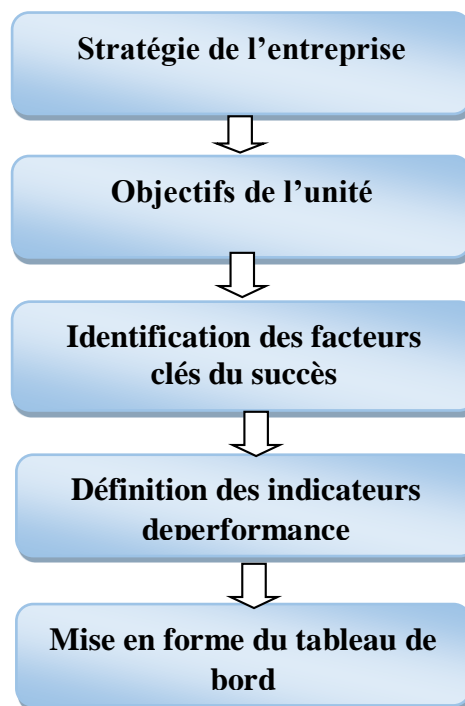 Stratégie de l’entreprise
Objectifs de l’unité
Identification des facteurs
clés du succès
Définition des indicateurs
deperformance
Mise en forme du tableau de
bord